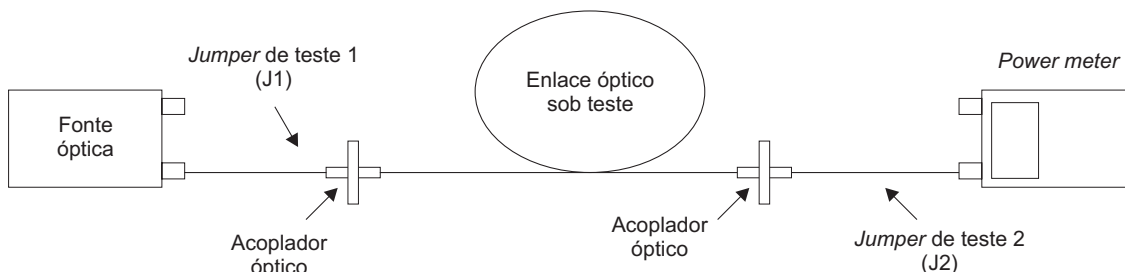 Jumper de teste 1
(J1)
Enlace óptico
sob teste
Power meter
Fonte
óptica
Acoplador
óptico
Acoplador
óptico
Jumper de teste 2
(J2)